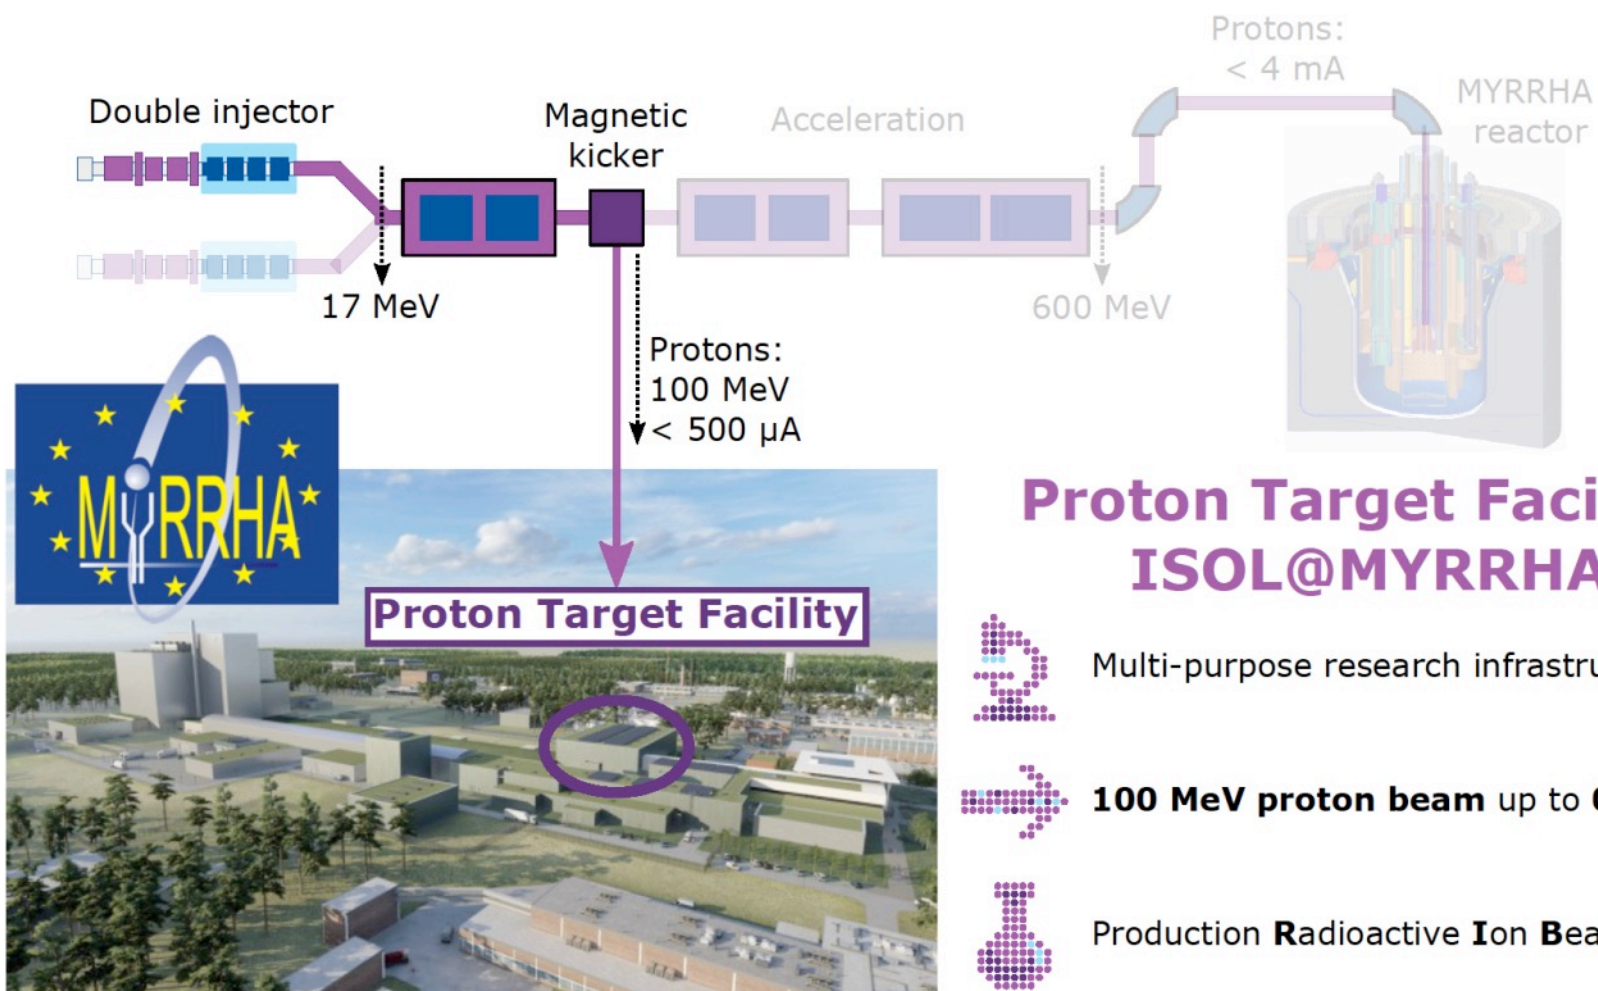 Protons:
< 4 mA
Double injector
Magnetic
kicker
Acceleration
MYRRHA
reactor
17 MeV
600 MeV
Protons:
100 MeV
< 500 µA
MYRRHA
Proton Target Facility
Proton Target Faci
ISOL@MYRRHA
Multi-purpose research infrastru
100 MeV proton beam up to
Production Radioactive Ion Bea